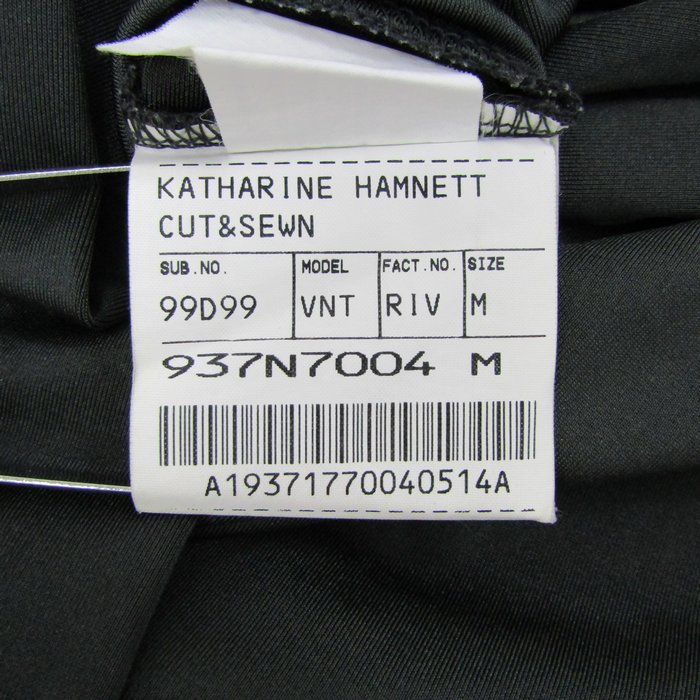 KATHARINE HAMNETT
CUT&SEWN
SUB.NO. MODEL FACT.NO. SIZE
99D99 VNT RIV M
937N7004 M
A19371770040514A